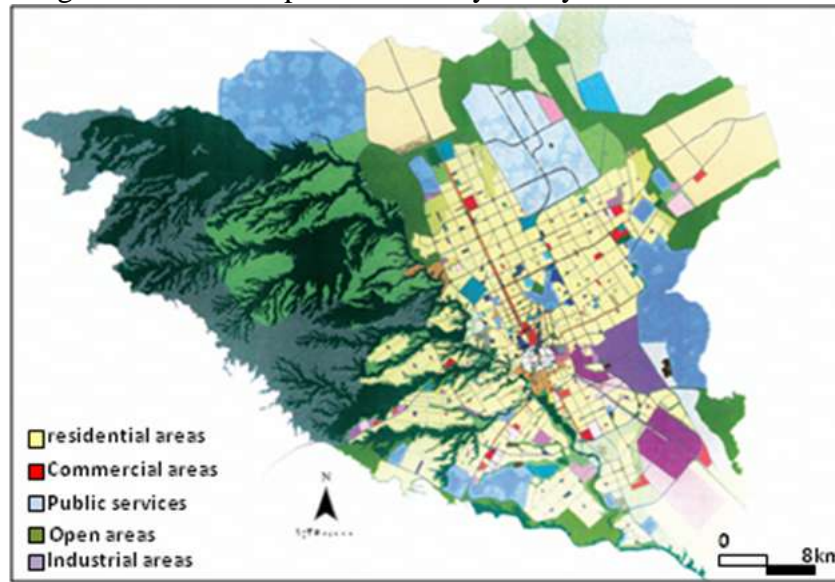 residential areas
Commercial areas
Public services
Open areas
Industrial areas
N
0
8km